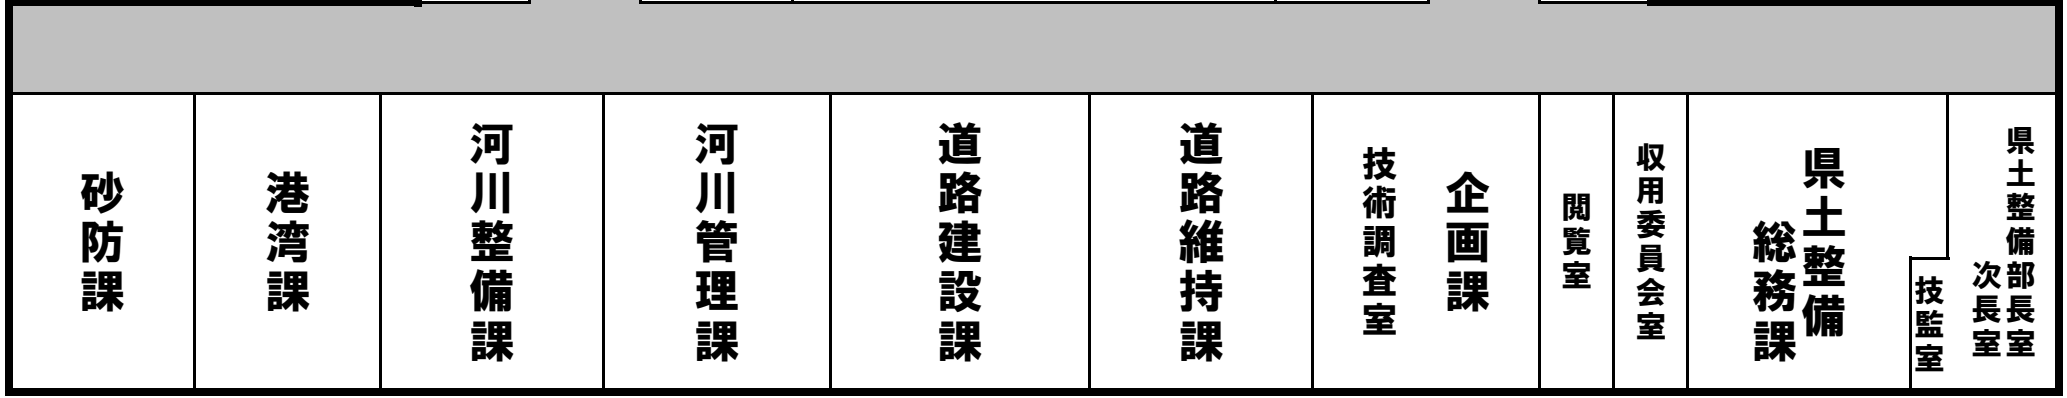 砂防課
港湾課
河川整備課
河川管理課
道路建設課
道路維持課
企画課
技術調査室
閲覧室
収用委員会室
県土整備
総務課
技監室
県土整備部長室
次長室